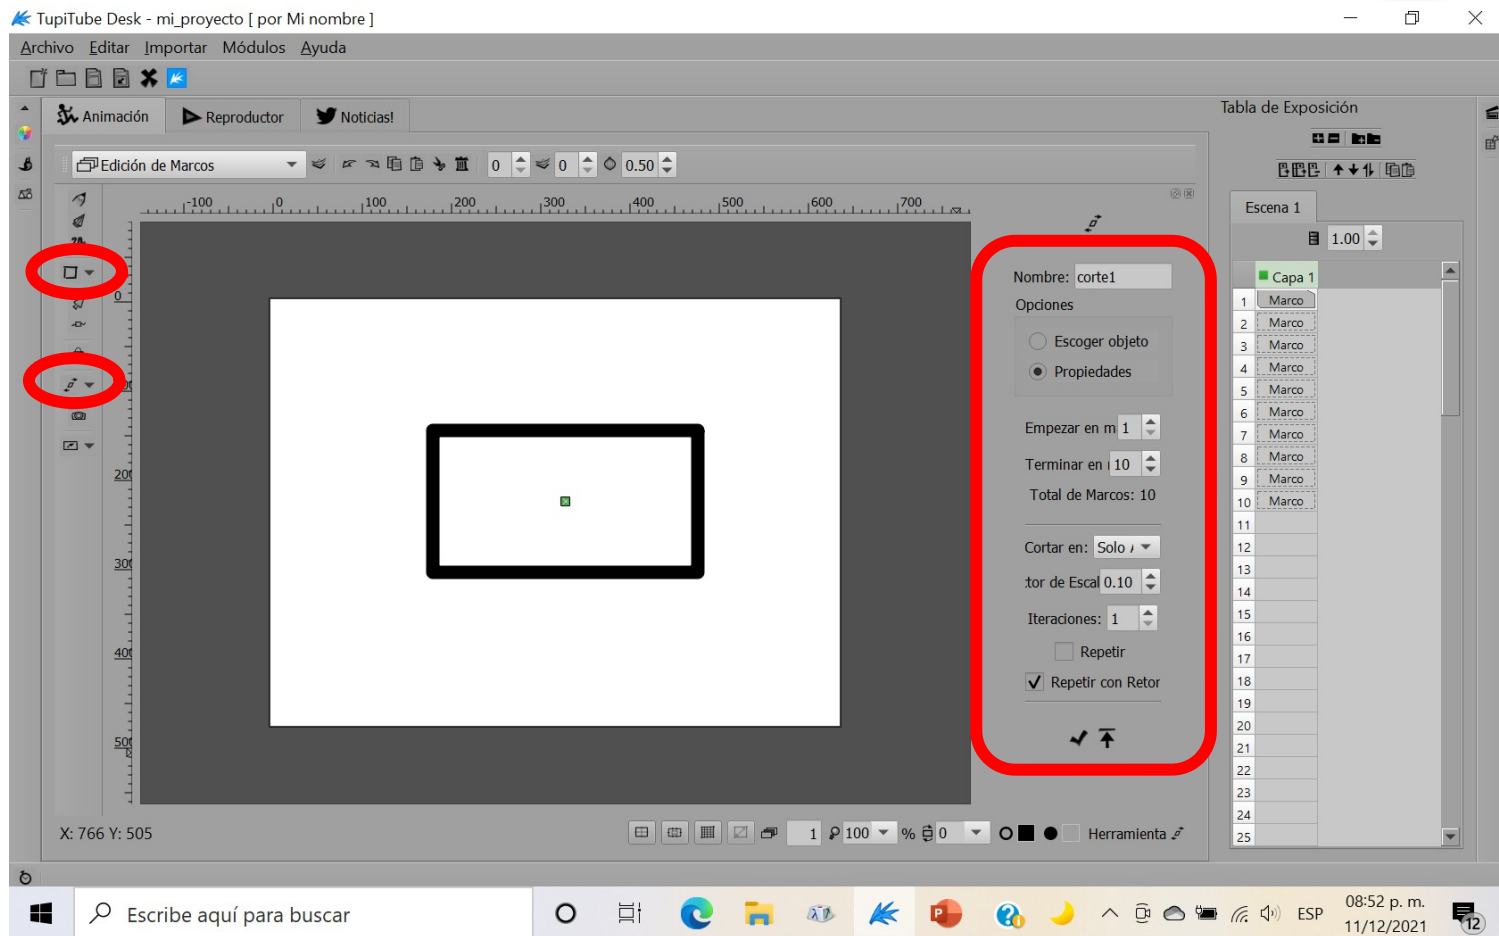 TupiTube Desk - mi_proyecto [ por Mi nombre ]
Archivo Editar Importar Módulos Ayuda
Animación Reproductor Noticias!
Tabla de Exposición
Edición de Marcos 0 0 0.50
-100 0 100 200 300 400 500 600 700
Escena 1
1.00
Nombre: corte1
Opciones
Escoger objeto
Propiedades
Empezar en m 1
Terminar en 10
Total de Marcos: 10
Cortar en: Solo
tor de Escal 0.10
Iteraciones: 1
Repetir
Repetir con Retor
0
200
300
400
500
Capa 1
1 Marco
2 Marco
3 Marco
4 Marco
5 Marco
6 Marco
7 Marco
8 Marco
9 Marco
10 Marco
11
12
13
14
15
16
17
18
19
20
21
22
23
24
25
X: 766 Y: 505
1 100 % 0 Herramienta
Escribe aquí para buscar
ESP
08:52 p. m.
11/12/2021
12